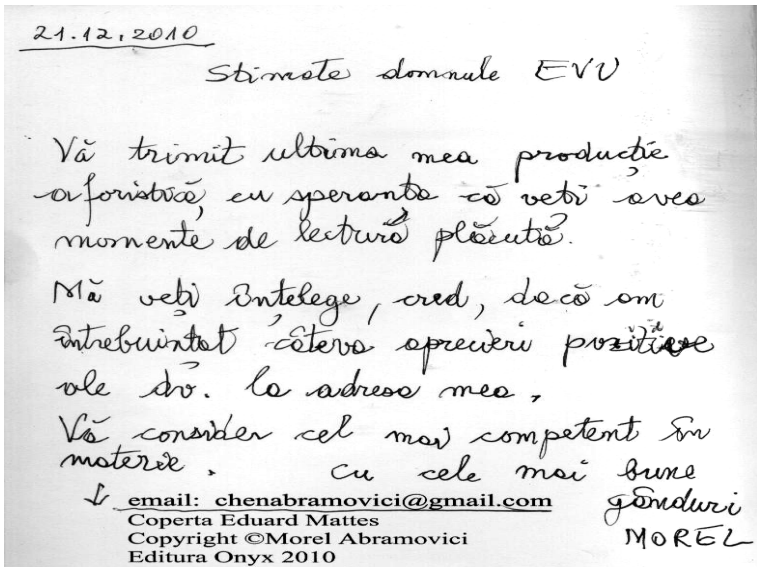 21.12.2010
Stimate domnule EVU
Vă trimit ultima mea producție
aforistică, cu speranța că veți avea
momente de lectură plăcută.
Mă veți înțelege, cred, dacă am
întrebuințat câteva aprecieri pozitive
ale dv. la adresa mea.
Vă consider cel mai competent în
materie. Cu cele mai bune
gânduri
MOREL
email: chenabramovici@gmail.com
Coperta Eduard Mattes
Copyright ©Morel Abramovici
Editura Onyx 2010